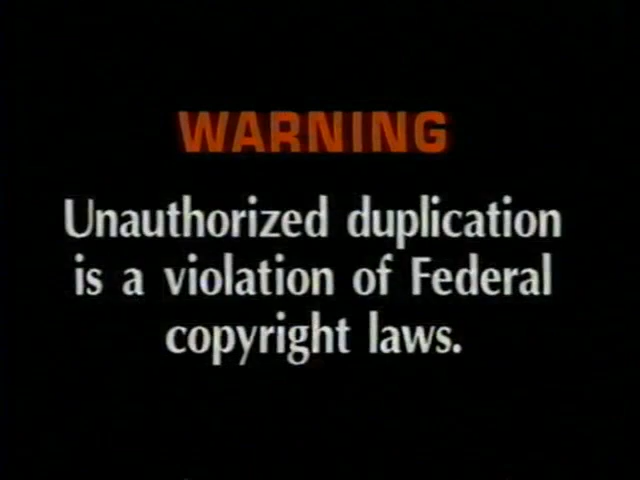 WARNING
Unauthorized duplication
is a violation of Federal
copyright laws.